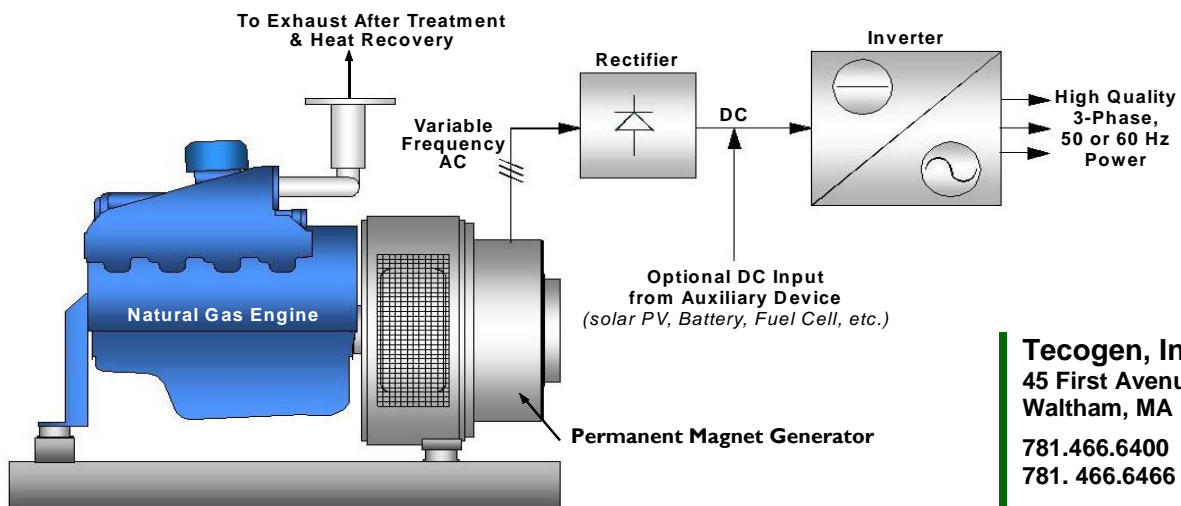 To Exhaust After Treatment
& Heat Recovery
Variable
Frequency
AC
Rectifier
DC
Inverter
High Quality
3-Phase,
50 or 60 Hz
Power
Optional DC Input
from Auxiliary Device
(solar PV, Battery, Fuel Cell, etc.)
Natural Gas Engine
Permanent Magnet Generator
Tecogen, In
45 First Avenu
Waltham, MA
781.466.6400
781. 466.6466